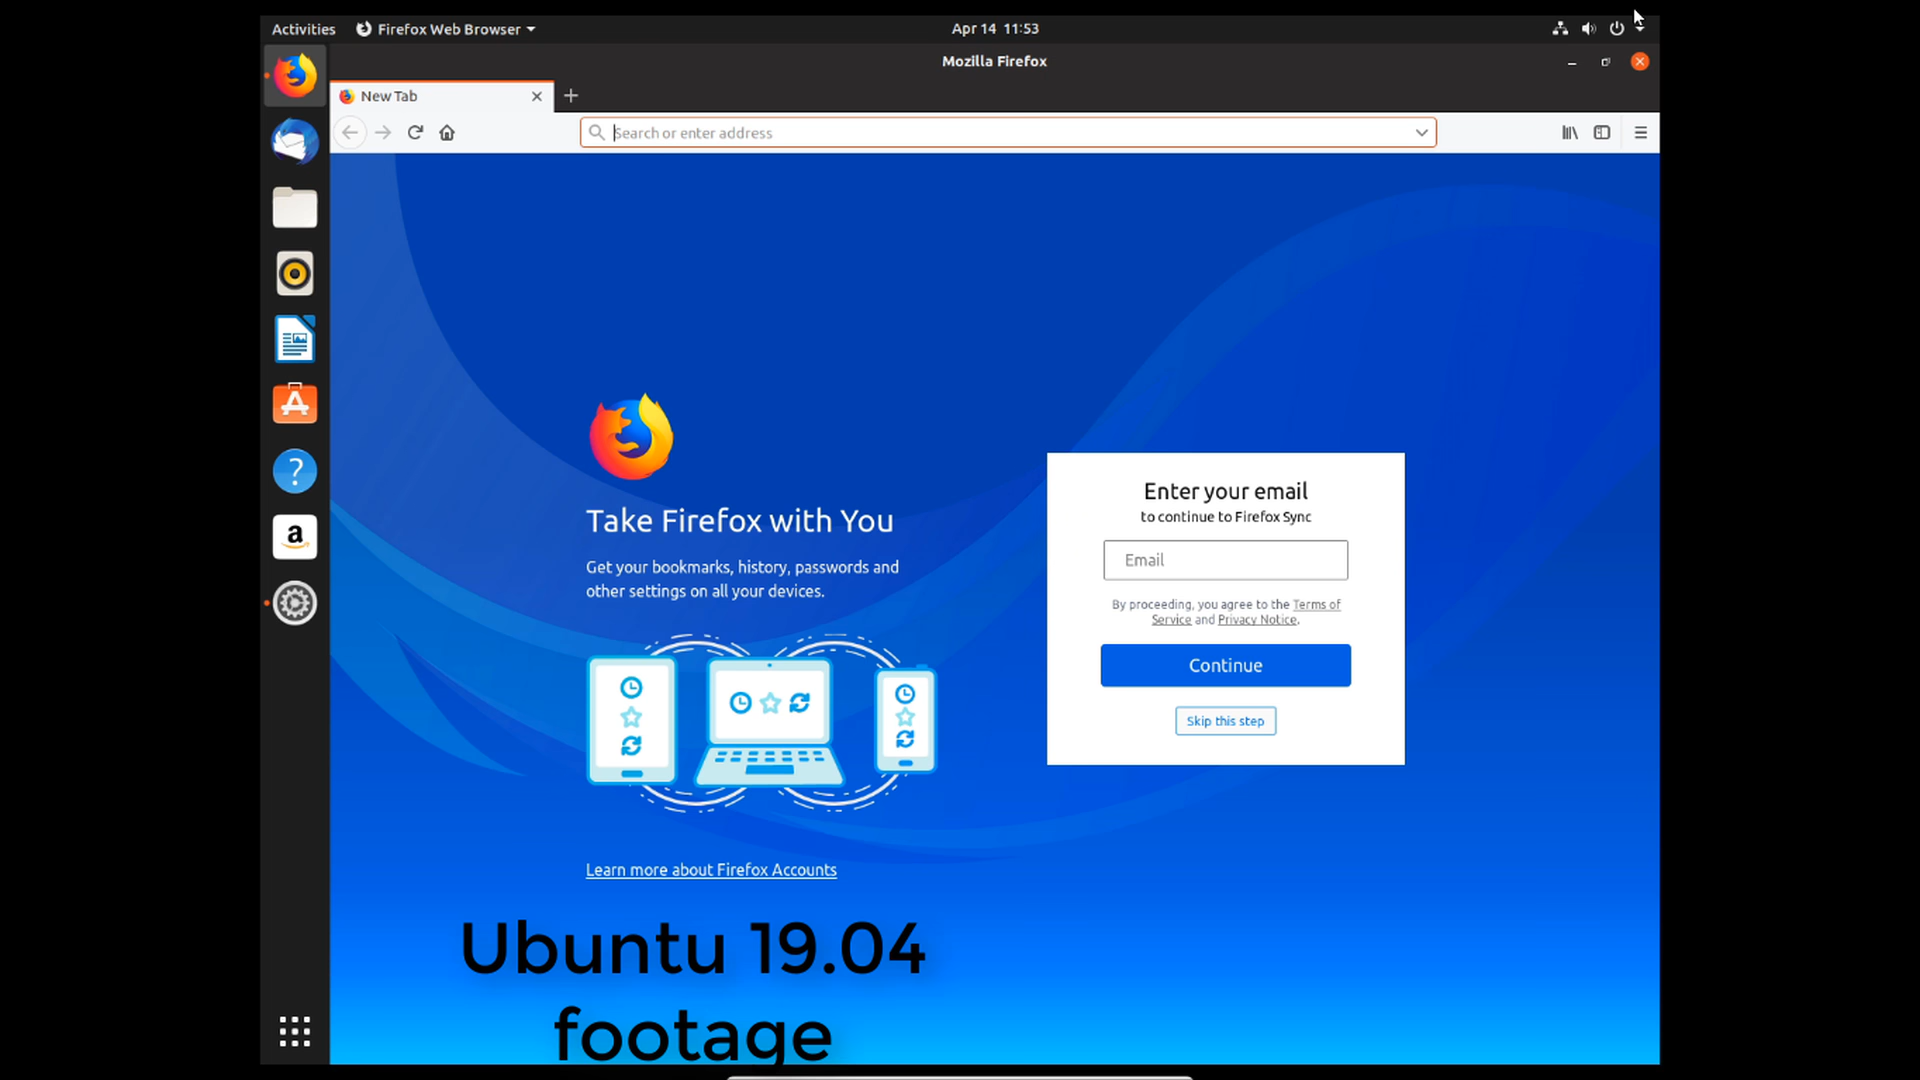 Activities
Firefox Web Browser
Apr 14 11:53
Mozilla Firefox
New Tab
Search or enter address
Take Firefox with You
Get your bookmarks, history, passwords and
other settings on all your devices.
Enter your email
to continue to Firefox Sync
Email
By proceeding, you agree to the Terms of
Service and Privacy Notice.
Continue
Skip this step
Learn more about Firefox Accounts
Ubuntu 19.04
footage